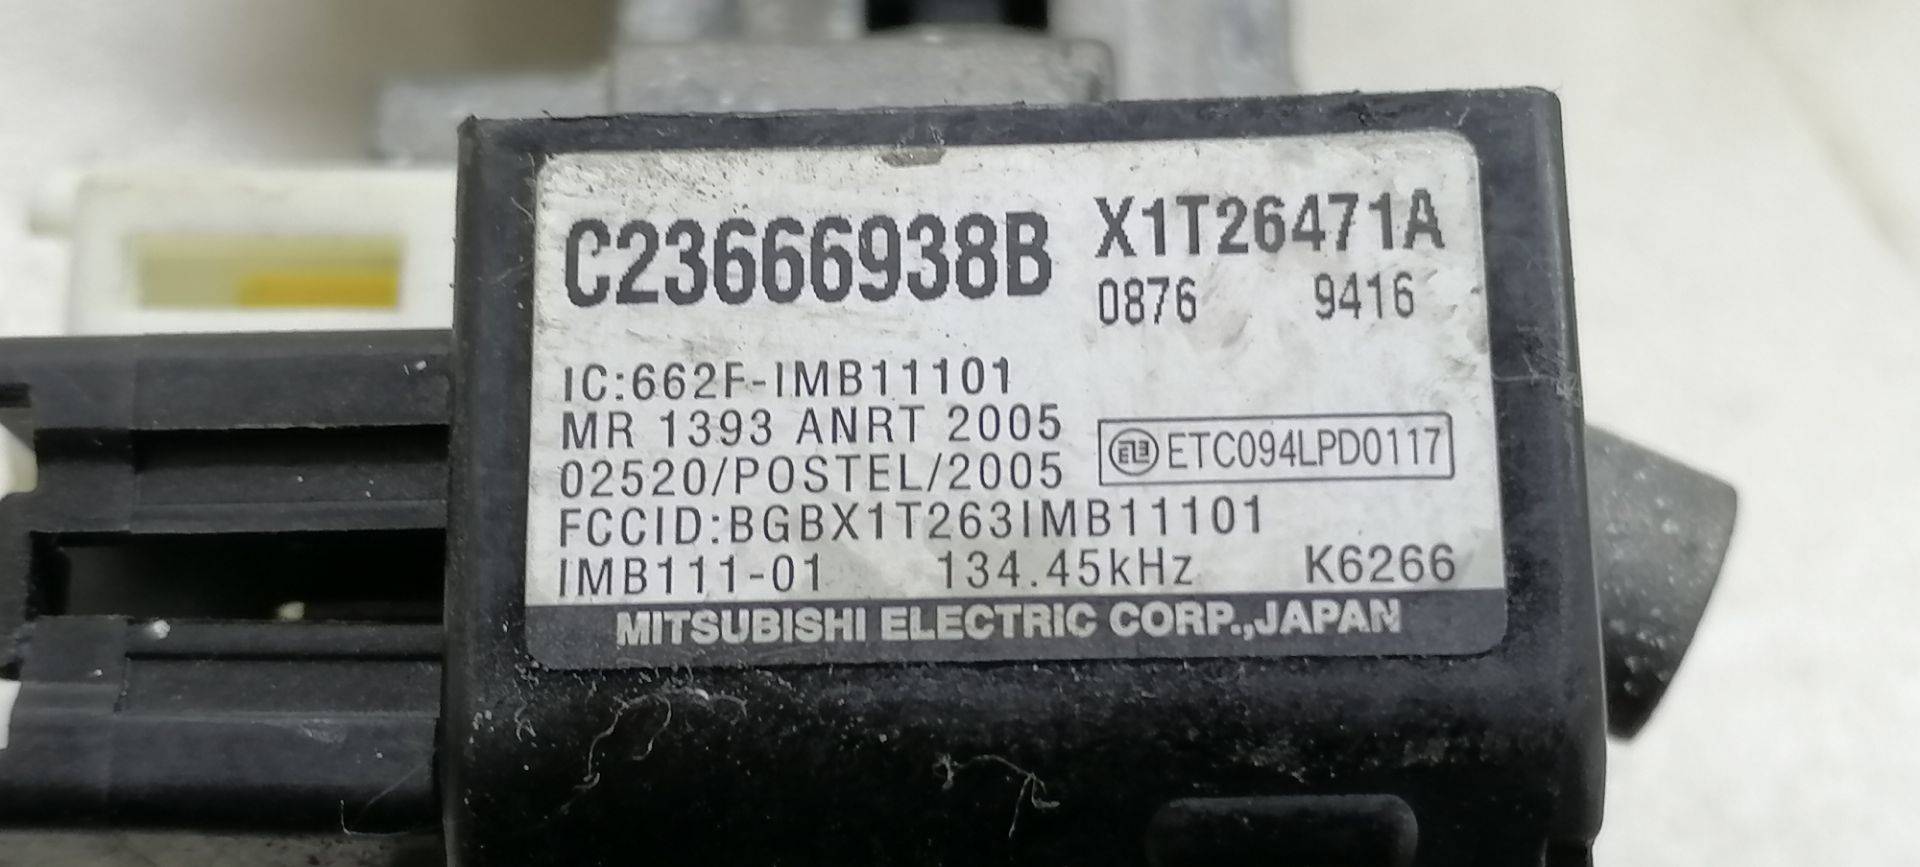 C23666938B X1T26471A
0876 9416
IC:662F-IMB11101
MR 1393 ANRT 2005
02520/POSTEL/2005 ETC094LPD0117
FCCID:BGBX1T263IMB11101
IMB111-01 134.45kHz K6266
MITSUBISHI ELECTRIC CORP.,JAPAN